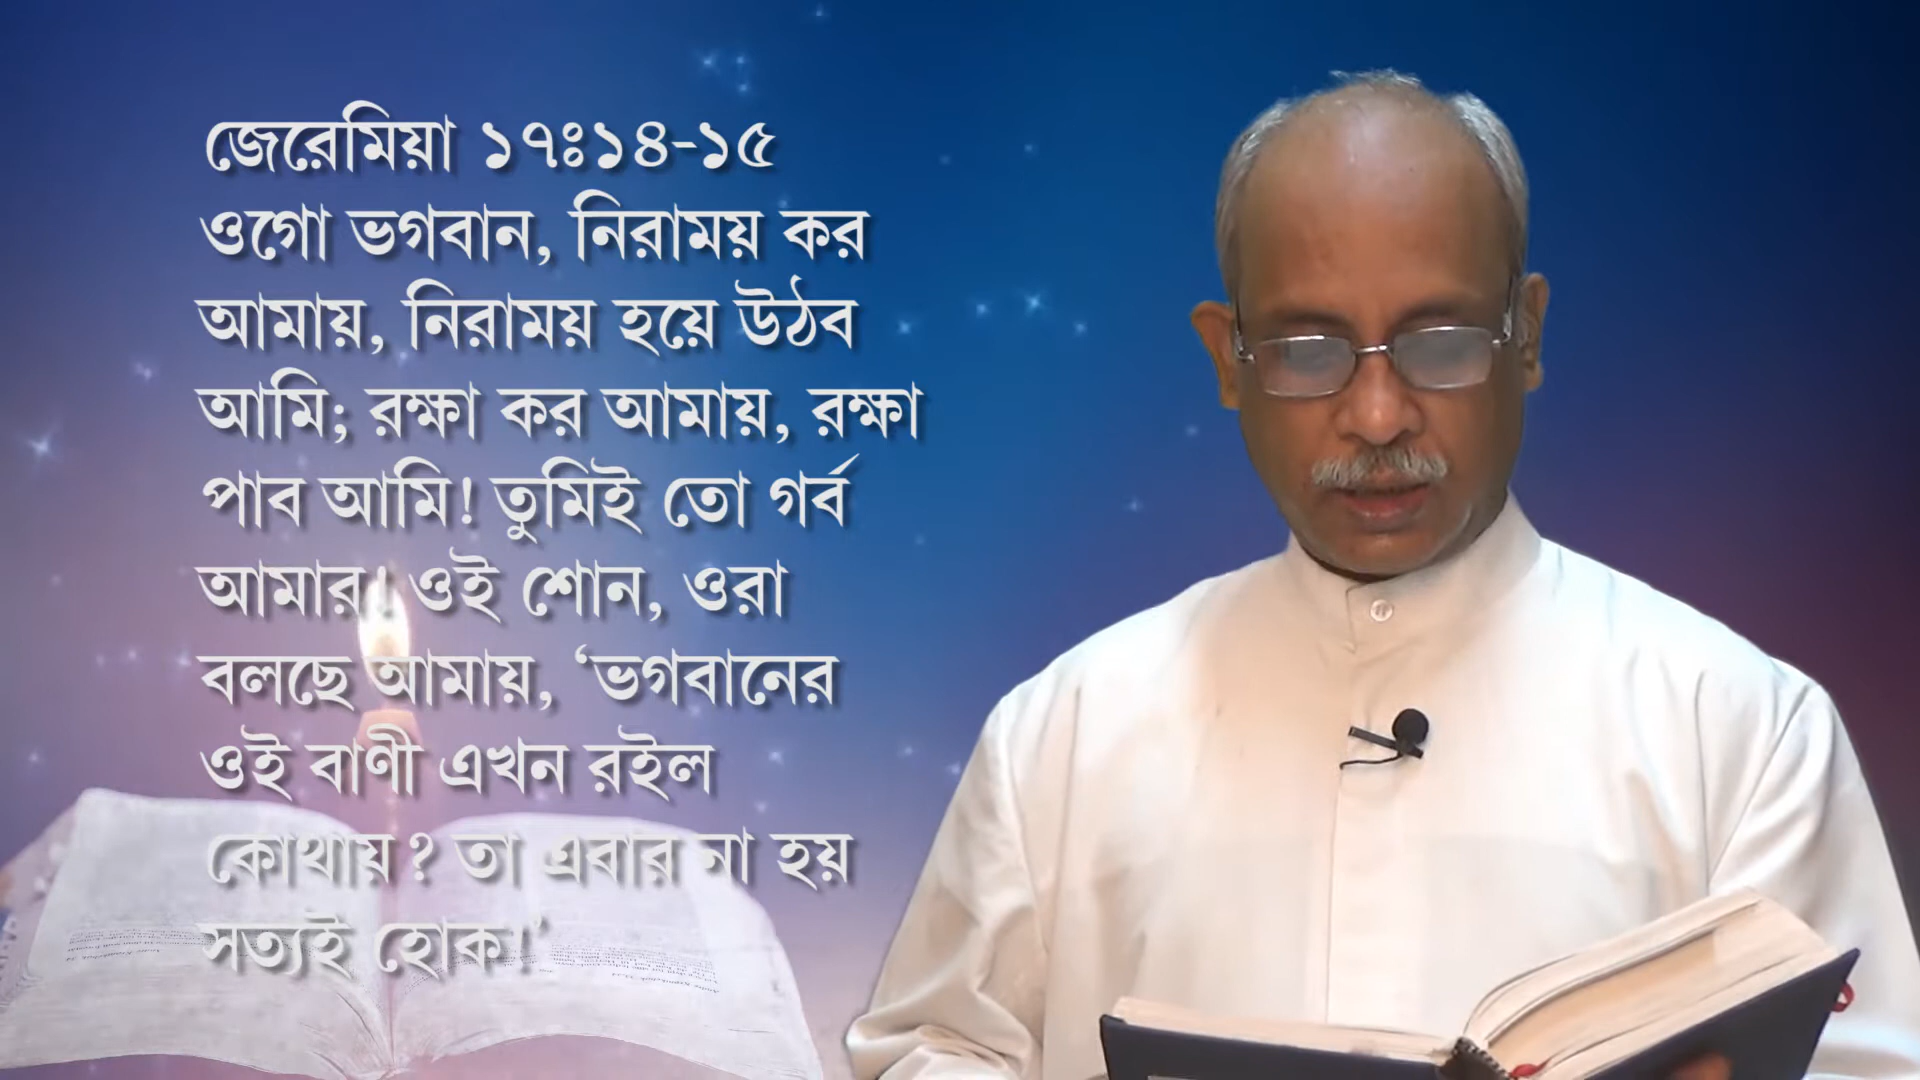 জেরেমিয়া ১৭ঃ১৪-১৫
ওগো ভগবান, নিরাময় কর
আমায়, নিরাময় হয়ে উঠব
আমি; রক্ষা কর আমায়, রক্ষা
পাব আমি! তুমিই তো গর্ব
আমার! ওই শোন, ওরা
বলছে আমায়, ‘ভগবানের
ওই বাণী এখন রইল
কোথায়? তা এবার না হয়
সত্যই হোক!’